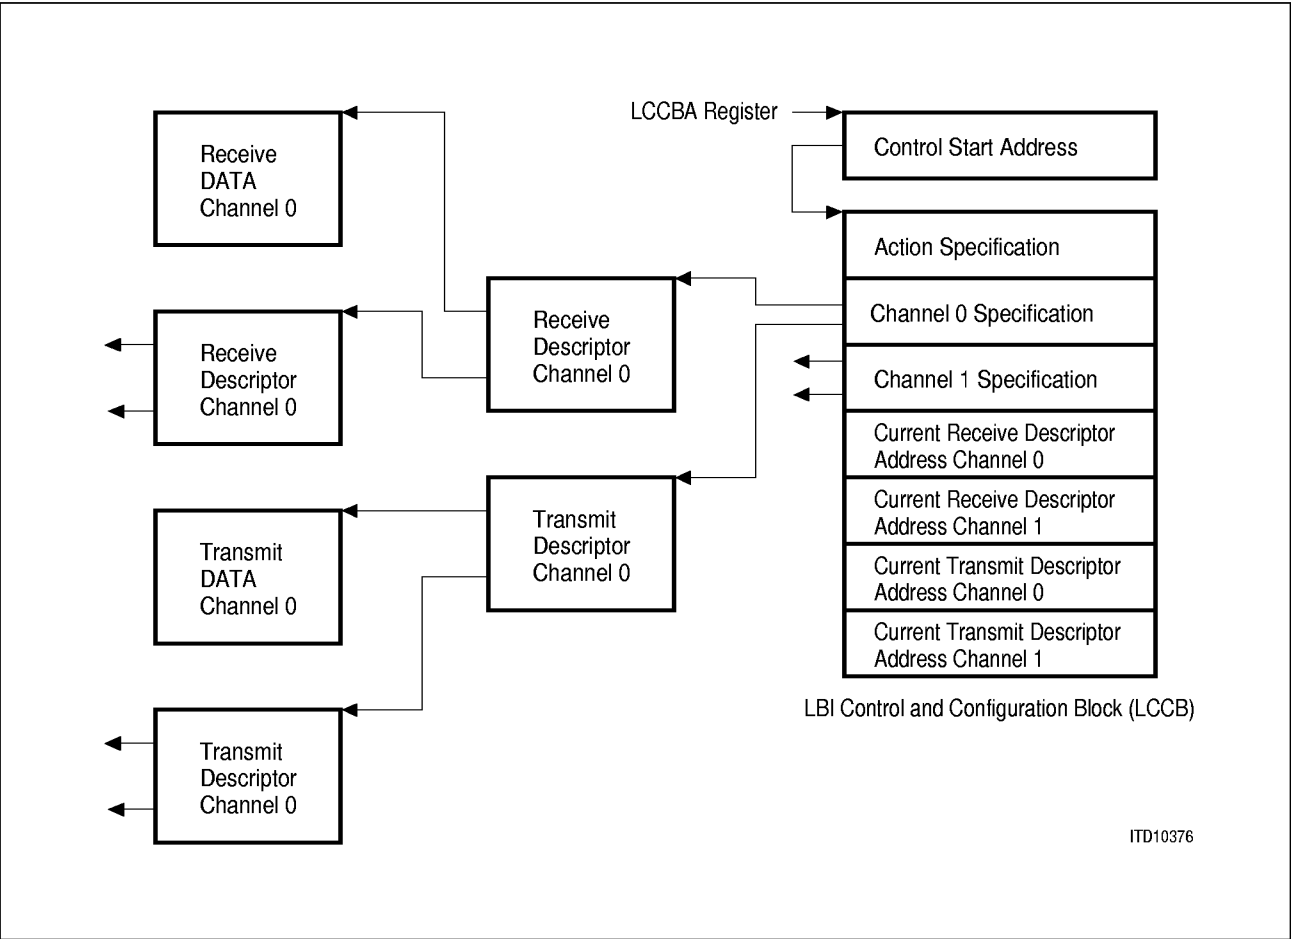 LCCBA Register
Control Start Address
Receive
DATA
Channel 0
Action Specification
Receive
Descriptor
Channel 0
Channel 0 Specification
Receive
Descriptor
Channel 0
Channel 1 Specification
Current Receive Descriptor
Address Channel 0
Current Receive Descriptor
Address Channel 1
Transmit
Descriptor
Channel 0
Transmit
DATA
Channel 0
Current Transmit Descriptor
Address Channel 0
Current Transmit Descriptor
Address Channel 1
LBI Control and Configuration Block (LCCB)
Transmit
Descriptor
Channel 0
ITD10376